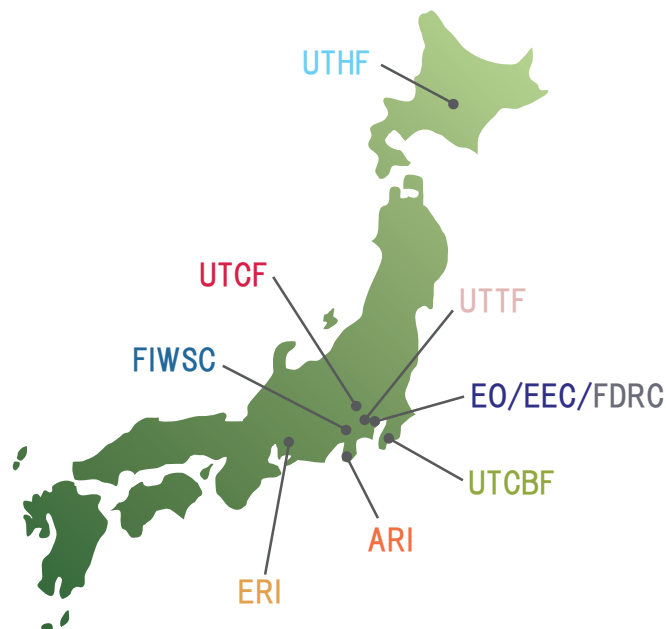 UTHF
UTCF
UTTF
FIWSC
EO/EEC/FDRC
UTCBF
ARI
ERI